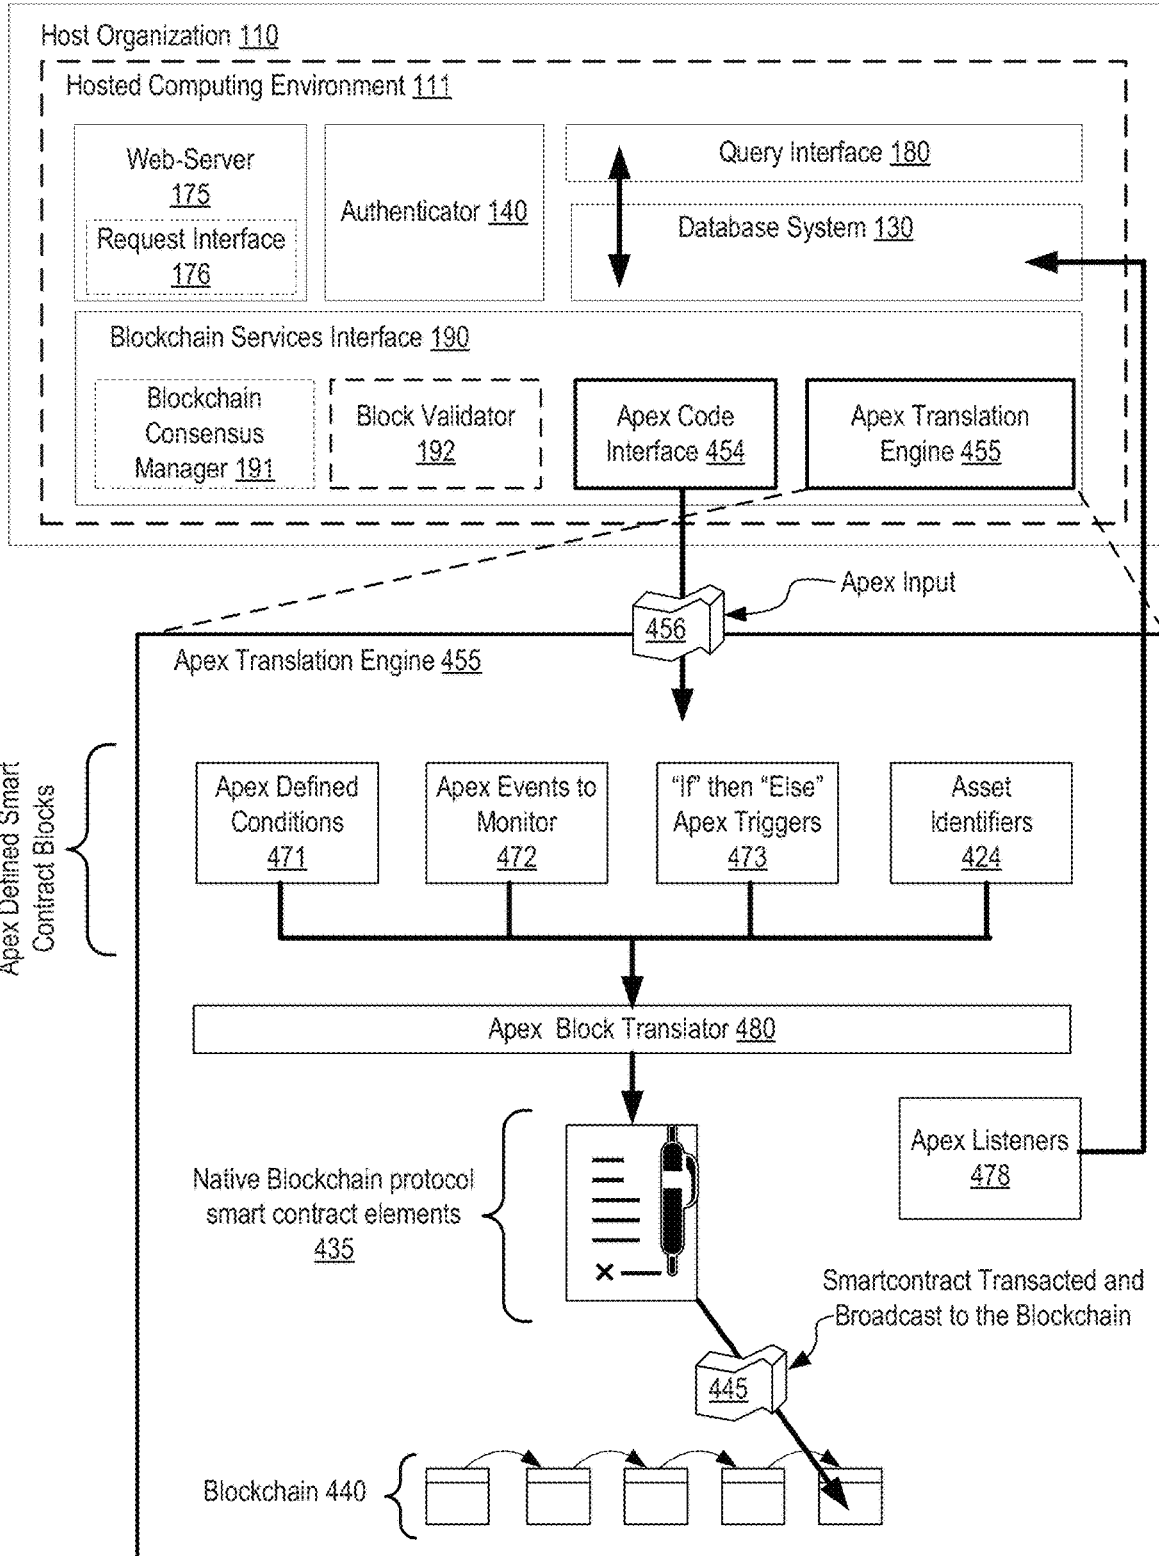 Host Organization 110
Hosted Computing Environment 111
Web-Server
175
Request Interface
176
Authenticator 140
Query Interface 180
Database System 130
Blockchain Services Interface 190
Blockchain
Consensus
Manager 191
Block Validator
192
Apex Code
Interface 454
Apex Translation
Engine 455
Apex Input
456
Apex Translation Engine 455
Apex Defined Smart
Contract Blocks
Apex Defined
Conditions
471
Apex Events to
Monitor
472
“If” then “Else”
Apex Triggers
473
Asset
Identifiers
424
Apex Block Translator 480
Native Blockchain protocol
smart contract elements
435
Apex Listeners
478
Smartcontract Transacted and
Broadcast to the Blockchain
445
Blockchain 440